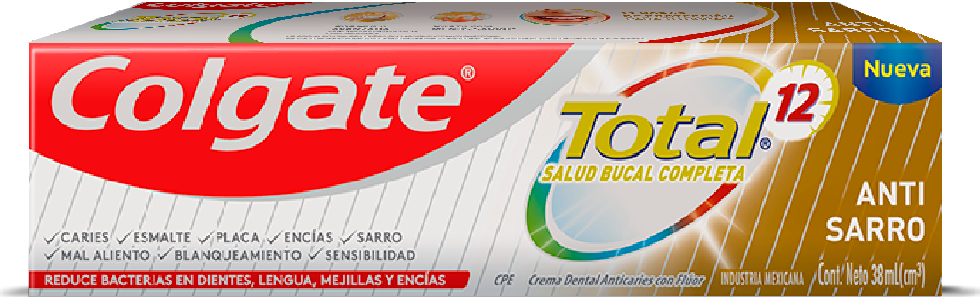 Colgate®
Total® 12
SALUD BUCAL COMPLETA
Nueva
ANTI
SARRO
✓CARIES ✓ESMALTE ✓PLACA ✓ENCÍAS ✓SARRO
✓MAL ALIENTO ✓BLANQUEAMIENTO ✓SENSIBILIDAD
REDUCE BACTERIAS EN DIENTES, LENGUA, MEJILLAS Y ENCÍAS
CPE Crema Dental Anticaries con Flúor INDUSTRIA MEXICANA Cont. Neto 38 mL(cm³)
ANTI
SARRO